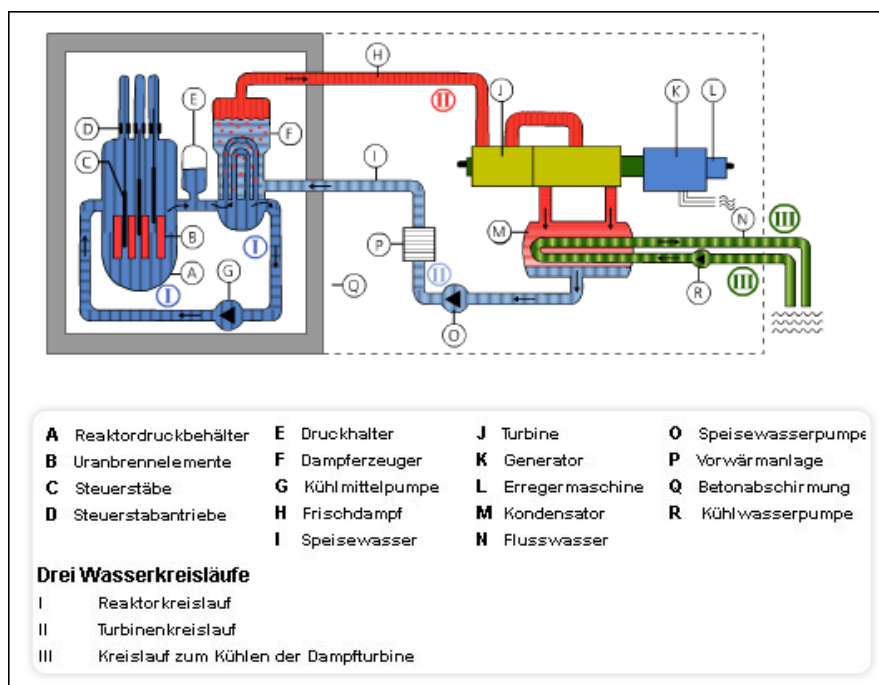 H
E
J
K
L
II
D
F
C
I
N
III
M
B
P
I
A
G
I
II
Q
R
III
O
A Reaktordruckbehälter
B Uranbrennelemente
C Steuerstäbe
D Steuerstabantriebe
E Druckhalter
F Dampferzeuger
G Kühlmittelpumpe
H Frischdampf
I Speisewasser
J Turbine
K Generator
L Erregermaschine
M Kondensator
N Flusswasser
O Speisewasserpumpe
P Vorwärmanlage
Q Betonabschirmung
R Kühlwasserpumpe
Drei Wasserkreisläufe
I Reaktorkreislauf
II Turbinenkreislauf
III Kreislauf zum Kühlen der Dampfturbine